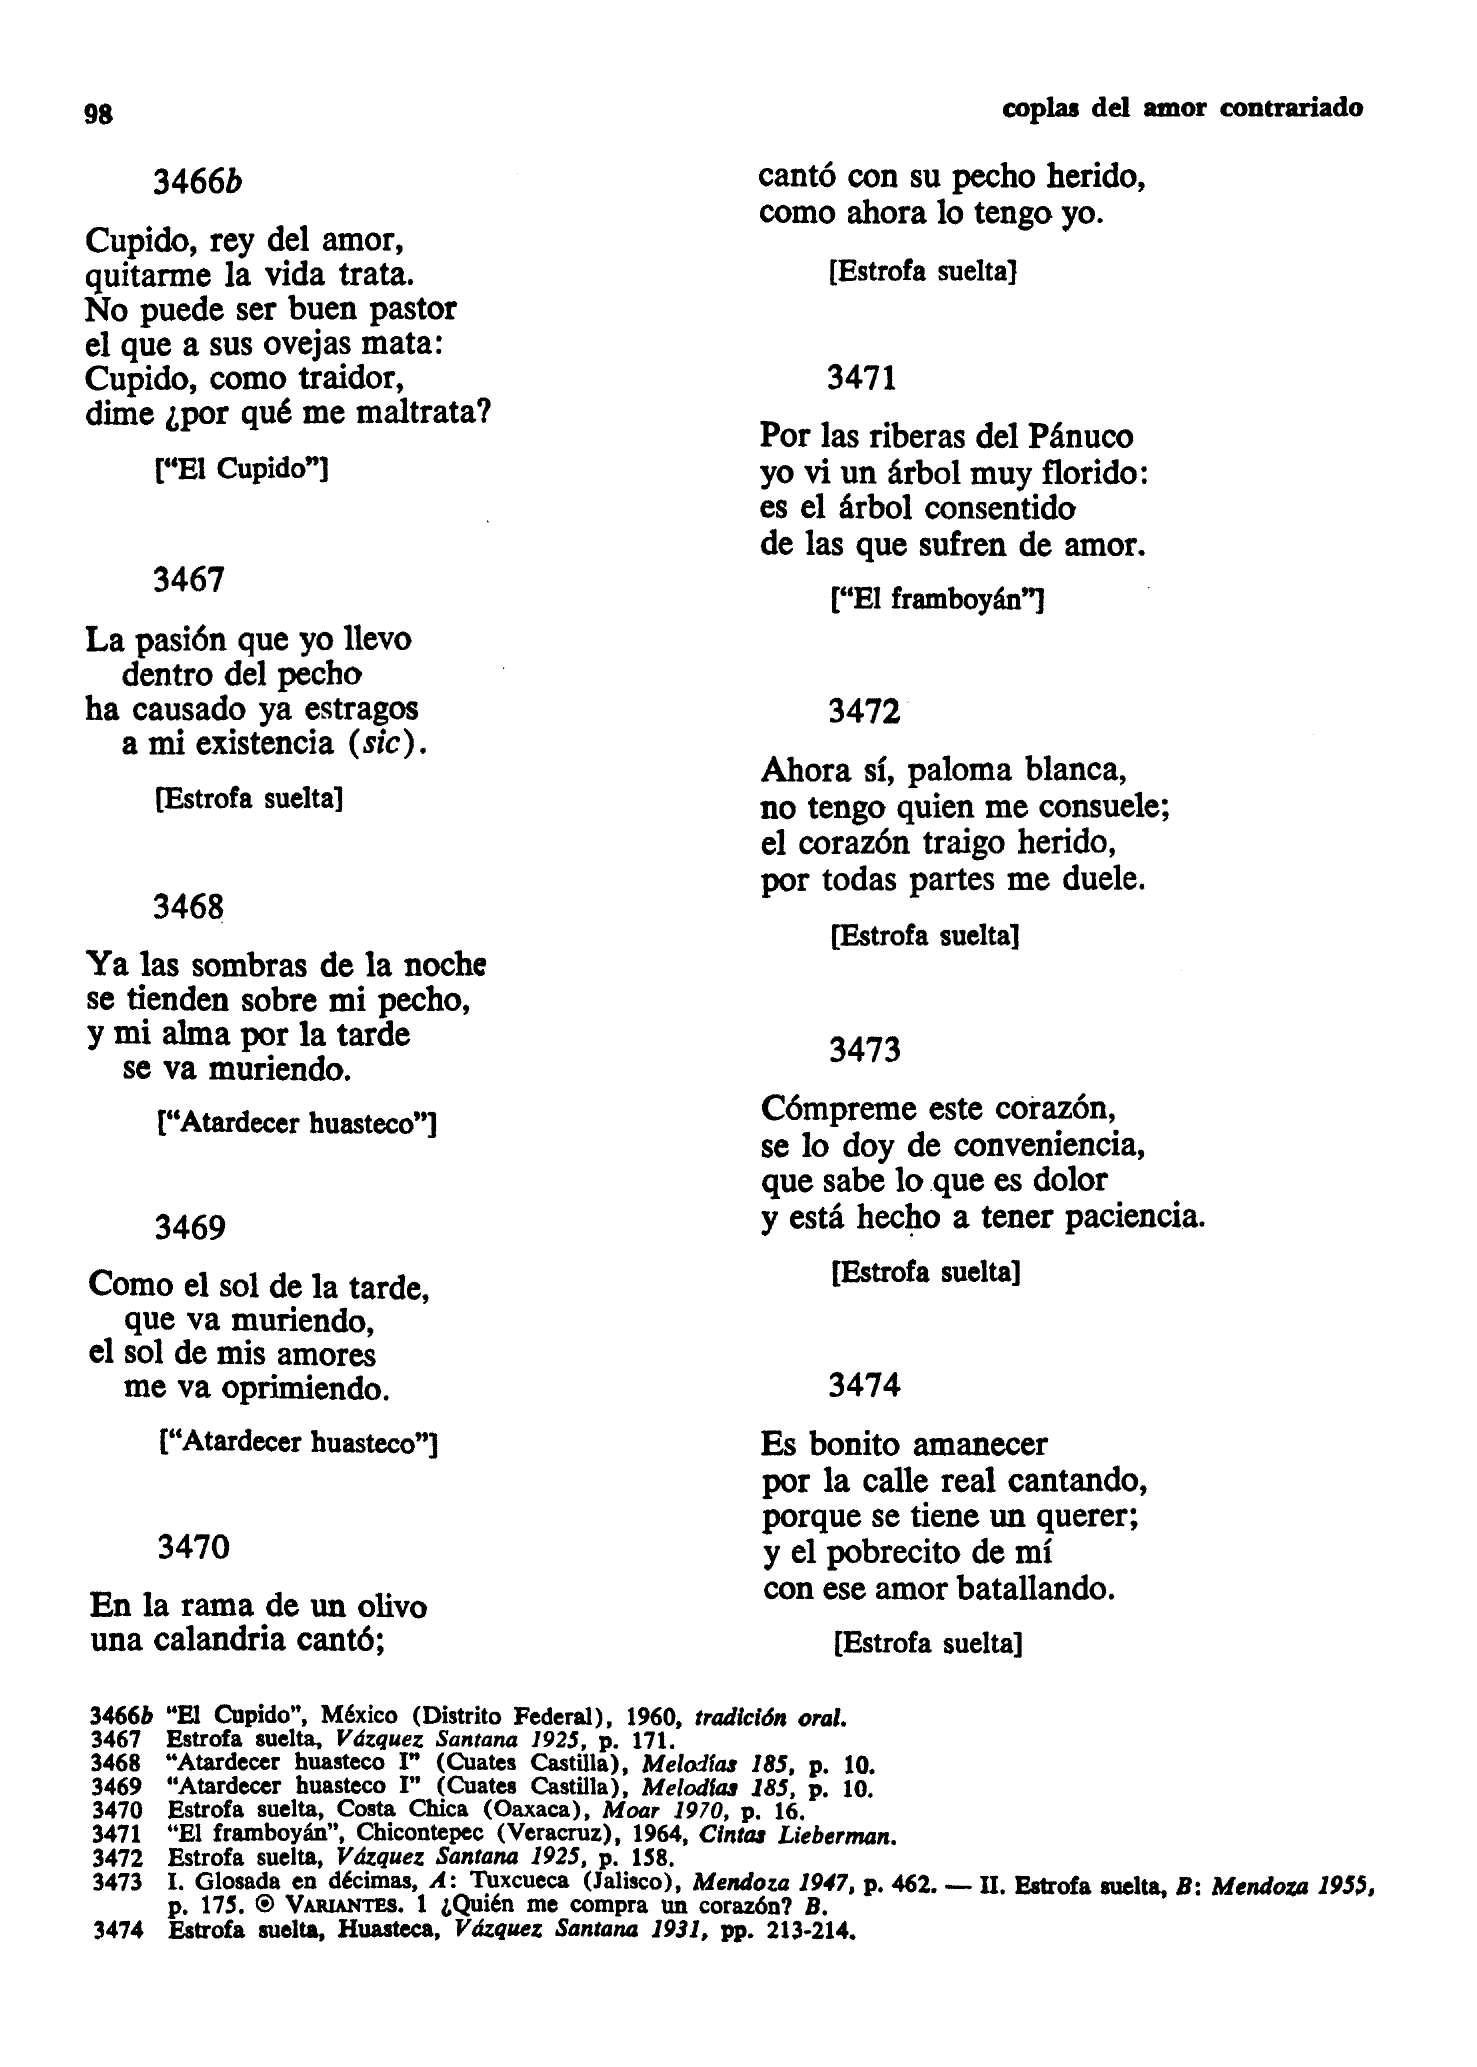 98
coplas del amor contrariado
3466b
Cupido, rey del amor,
quitarme la vida trata.
No puede ser buen pastor
el que a sus ovejas mata:
Cupido, como traidor,
dime ¿por qué me maltrata?
[“El Cupido”]
3467
La pasión que yo llevo
dentro del pecho
ha causado ya estragos
a mi existencia (sic).
[Estrofa suelta]
3468
Ya las sombras de la noche
se tienden sobre mi pecho,
y mi alma por la tarde
se va muriendo.
[“Atardecer huasteco”]
3469
Como el sol de la tarde,
que va muriendo,
el sol de mis amores
me va oprimiendo.
[“Atardecer huasteco”]
3470
En la rama de un olivo
una calandria cantó;
cantó con su pecho herido,
como ahora lo tengo yo.
[Estrofa suelta]
3471
Por las riberas del Pánuco
yo vi un árbol muy florido:
es el árbol consentido
de las que sufren de amor.
[“El framboyán”]
3472
Ahora sí, paloma blanca,
no tengo quien me consuele;
el corazón traigo herido,
por todas partes me duele.
[Estrofa suelta]
3473
Cómpreme este corazón,
se lo doy de conveniencia,
que sabe lo que es dolor
y está hecho a tener paciencia.
[Estrofa suelta]
3474
Es bonito amanecer
por la calle real cantando,
porque se tiene un querer;
y el pobrecito de mí
con ese amor batallando.
[Estrofa suelta]
3466b “El Cupido”, México (Distrito Federal), 1960, tradición oral.
3467 Estrofa suelta, Vázquez Santana 1925, p. 171.
3468 “Atardecer huasteco I” (Cuates Castilla), Melodías 185, p. 10.
3469 “Atardecer huasteco I” (Cuates Castilla), Melodías 185, p. 10.
3470 Estrofa suelta, Costa Chica (Oaxaca), Moar 1970, p. 16.
3471 “El framboyán”, Chicontepec (Veracruz), 1964, Cintas Lieberman.
3472 Estrofa suelta, Vázquez Santana 1925, p. 158.
3473 I. Glosada en décimas, A: Tuxcueca (Jalisco), Mendoza 1947, p. 462. — II. Estrofa suelta, B: Mendoza 1955,
p. 175. ® VARIANTES. 1 ¿Quién me compra un corazón? B.
3474 Estrofa suelta, Huasteca, Vázquez Santana 1931, pp. 213-214.